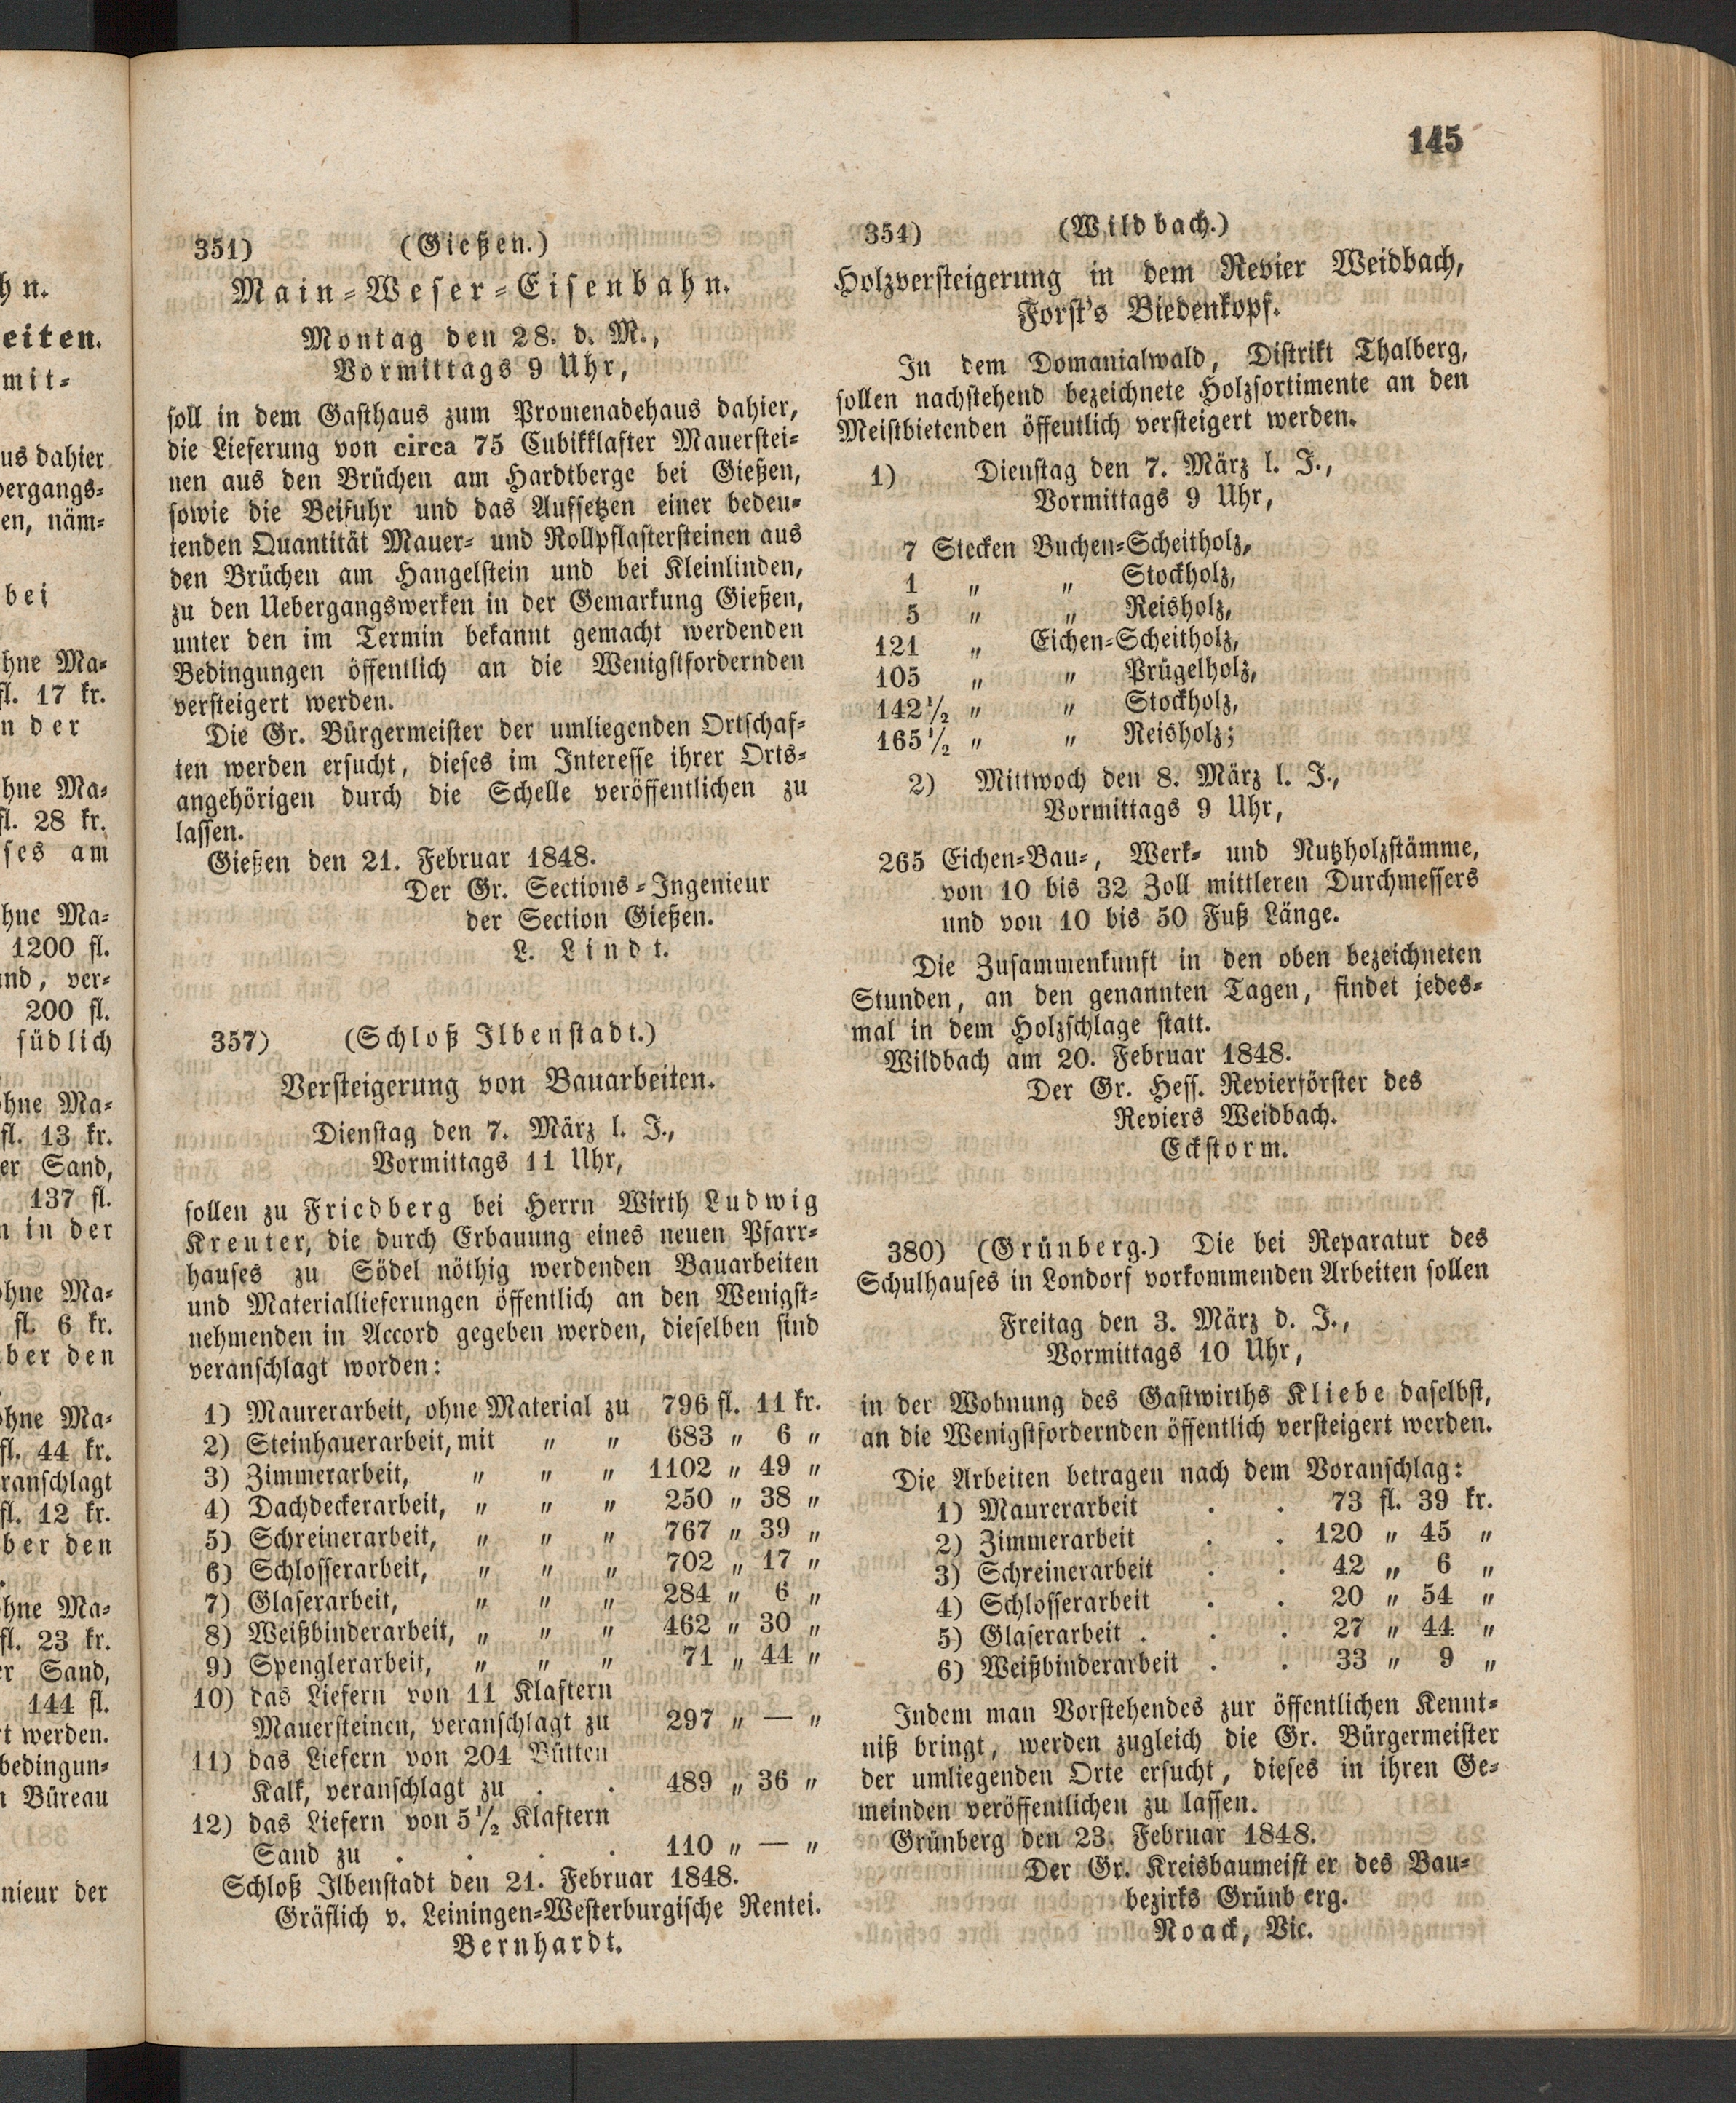 145
351) (Gießen.)
Main-Weser-Eisenbahn.
Montag den 28. d. M.,
Vormittags 9 Uhr,
soll in dem Gasthaus zum Promenadehaus dahier,
die Lieferung von circa 75 Cubikklafter Mauerstei-
nen aus den Brüchen am Hardtberge bei Gießen,
sowie die Beifuhr und das Aufsetzen einer bedeu-
tenden Quantität Mauer- und Rollpflastersteinen aus
den Brüchen am Hangelstein und bei Kleinlinden,
zu den Uebergangswerken in der Gemarkung Gießen,
unter den im Termin bekannt gemacht werdenden
Bedingungen öffentlich an die Wenigstfordernden
versteigert werden.
Die Gr. Bürgermeister der umliegenden Ortschaf-
ten werden ersucht, dieses im Interesse ihrer Orts-
angehörigen durch die Schelle veröffentlichen zu
lassen.
Gießen den 21. Februar 1848.
Der Gr. Sections-Ingenieur
der Section Gießen.
L. Lindt.
357) (Schloß Ilbenstadt.)
Versteigerung von Bauarbeiten.
Dienstag den 7. März l. J.,
Vormittags 11 Uhr,
sollen zu Friedberg bei Herrn Wirth Ludwig
Kreuter, die durch Erbauung eines neuen Pfarr-
hauses zu Södel nöthig werdenden Bauarbeiten
und Materiallieferungen öffentlich an den Wenigst-
nehmenden in Accord gegeben werden, dieselben sind
veranschlagt worden:
1) Maurerarbeit, ohne Material zu 796 fl. 11 kr.
2) Steinhauerarbeit, mit " " 683 " 6 "
3) Zimmerarbeit, " " " 1102 " 49 "
4) Dachdeckerarbeit, " " " 250 " 38 "
5) Schreinerarbeit, " " " 767 " 39 "
6) Schlosserarbeit, " " " 702 " 17 "
7) Glaserarbeit, " " " 284 " 6 "
8) Weißbinderarbeit, " " " 462 " 30 "
9) Spenglerarbeit, " " " 71 " 44 "
10) das Liefern von 11 Klaftern
Mauersteinen, veranschlagt zu 297 " — "
11) das Liefern von 204 Bütten
Kalk, veranschlagt zu . . 489 " 36 "
12) das Liefern von 5 1/2 Klaftern
Sand zu . . . . 110 " — "
Schloß Ilbenstadt den 21. Februar 1848.
Gräflich v. Leiningen-Westerburgische Rentei.
Bernhardt.
354) (Wildbach.)
Holzversteigerung in dem Revier Weidbach,
Forst's Biedenkopf.
In dem Domanialwald, Distrikt Thalberg,
sollen nachstehend bezeichnete Holzsortimente an den
Meistbietenden öffentlich versteigert werden.
1) Dienstag den 7. März l. J.,
Vormittags 9 Uhr,
7 Stecken Buchen-Scheitholz,
1 " " Stockholz,
5 " " Reisholz,
121 " Eichen-Scheitholz,
105 " " Prügelholz,
142 1/2 " " Stockholz,
165 1/2 " " Reisholz;
2) Mittwoch den 8. März l. J.,
Vormittags 9 Uhr,
265 Eichen-Bau-, Werk- und Nutzholzstämme,
von 10 bis 32 Zoll mittleren Durchmessers
und von 10 bis 50 Fuß Länge.
Die Zusammenkunft in den oben bezeichneten
Stunden, an den genannten Tagen, findet jedes-
mal in dem Holzschlage statt.
Wildbach am 20. Februar 1848.
Der Gr. Hess. Revierförster des
Reviers Weidbach.
Eckstorm.
380) (Grünberg.) Die bei Reparatur des
Schulhauses in Londorf vorkommenden Arbeiten sollen
Freitag den 3. März d. J.,
Vormittags 10 Uhr,
in der Wohnung des Gastwirths Kliebe daselbst,
an die Wenigstfordernden öffentlich versteigert werden.
Die Arbeiten betragen nach dem Voranschlag:
1) Maurerarbeit . . 73 fl. 39 kr.
2) Zimmerarbeit . . 120 " 45 "
3) Schreinerarbeit . . 42 " 6 "
4) Schlosserarbeit . . 20 " 54 "
5) Glaserarbeit . . . 27 " 44 "
6) Weißbinderarbeit . . 33 " 9 "
Indem man Vorstehendes zur öffentlichen Kennt-
niß bringt, werden zugleich die Gr. Bürgermeister
der umliegenden Orte ersucht, dieses in ihren Ge-
meinden veröffentlichen zu lassen.
Grünberg den 23. Februar 1848.
Der Gr. Kreisbaumeister des Bau-
bezirks Grünberg.
Noack, Vic.